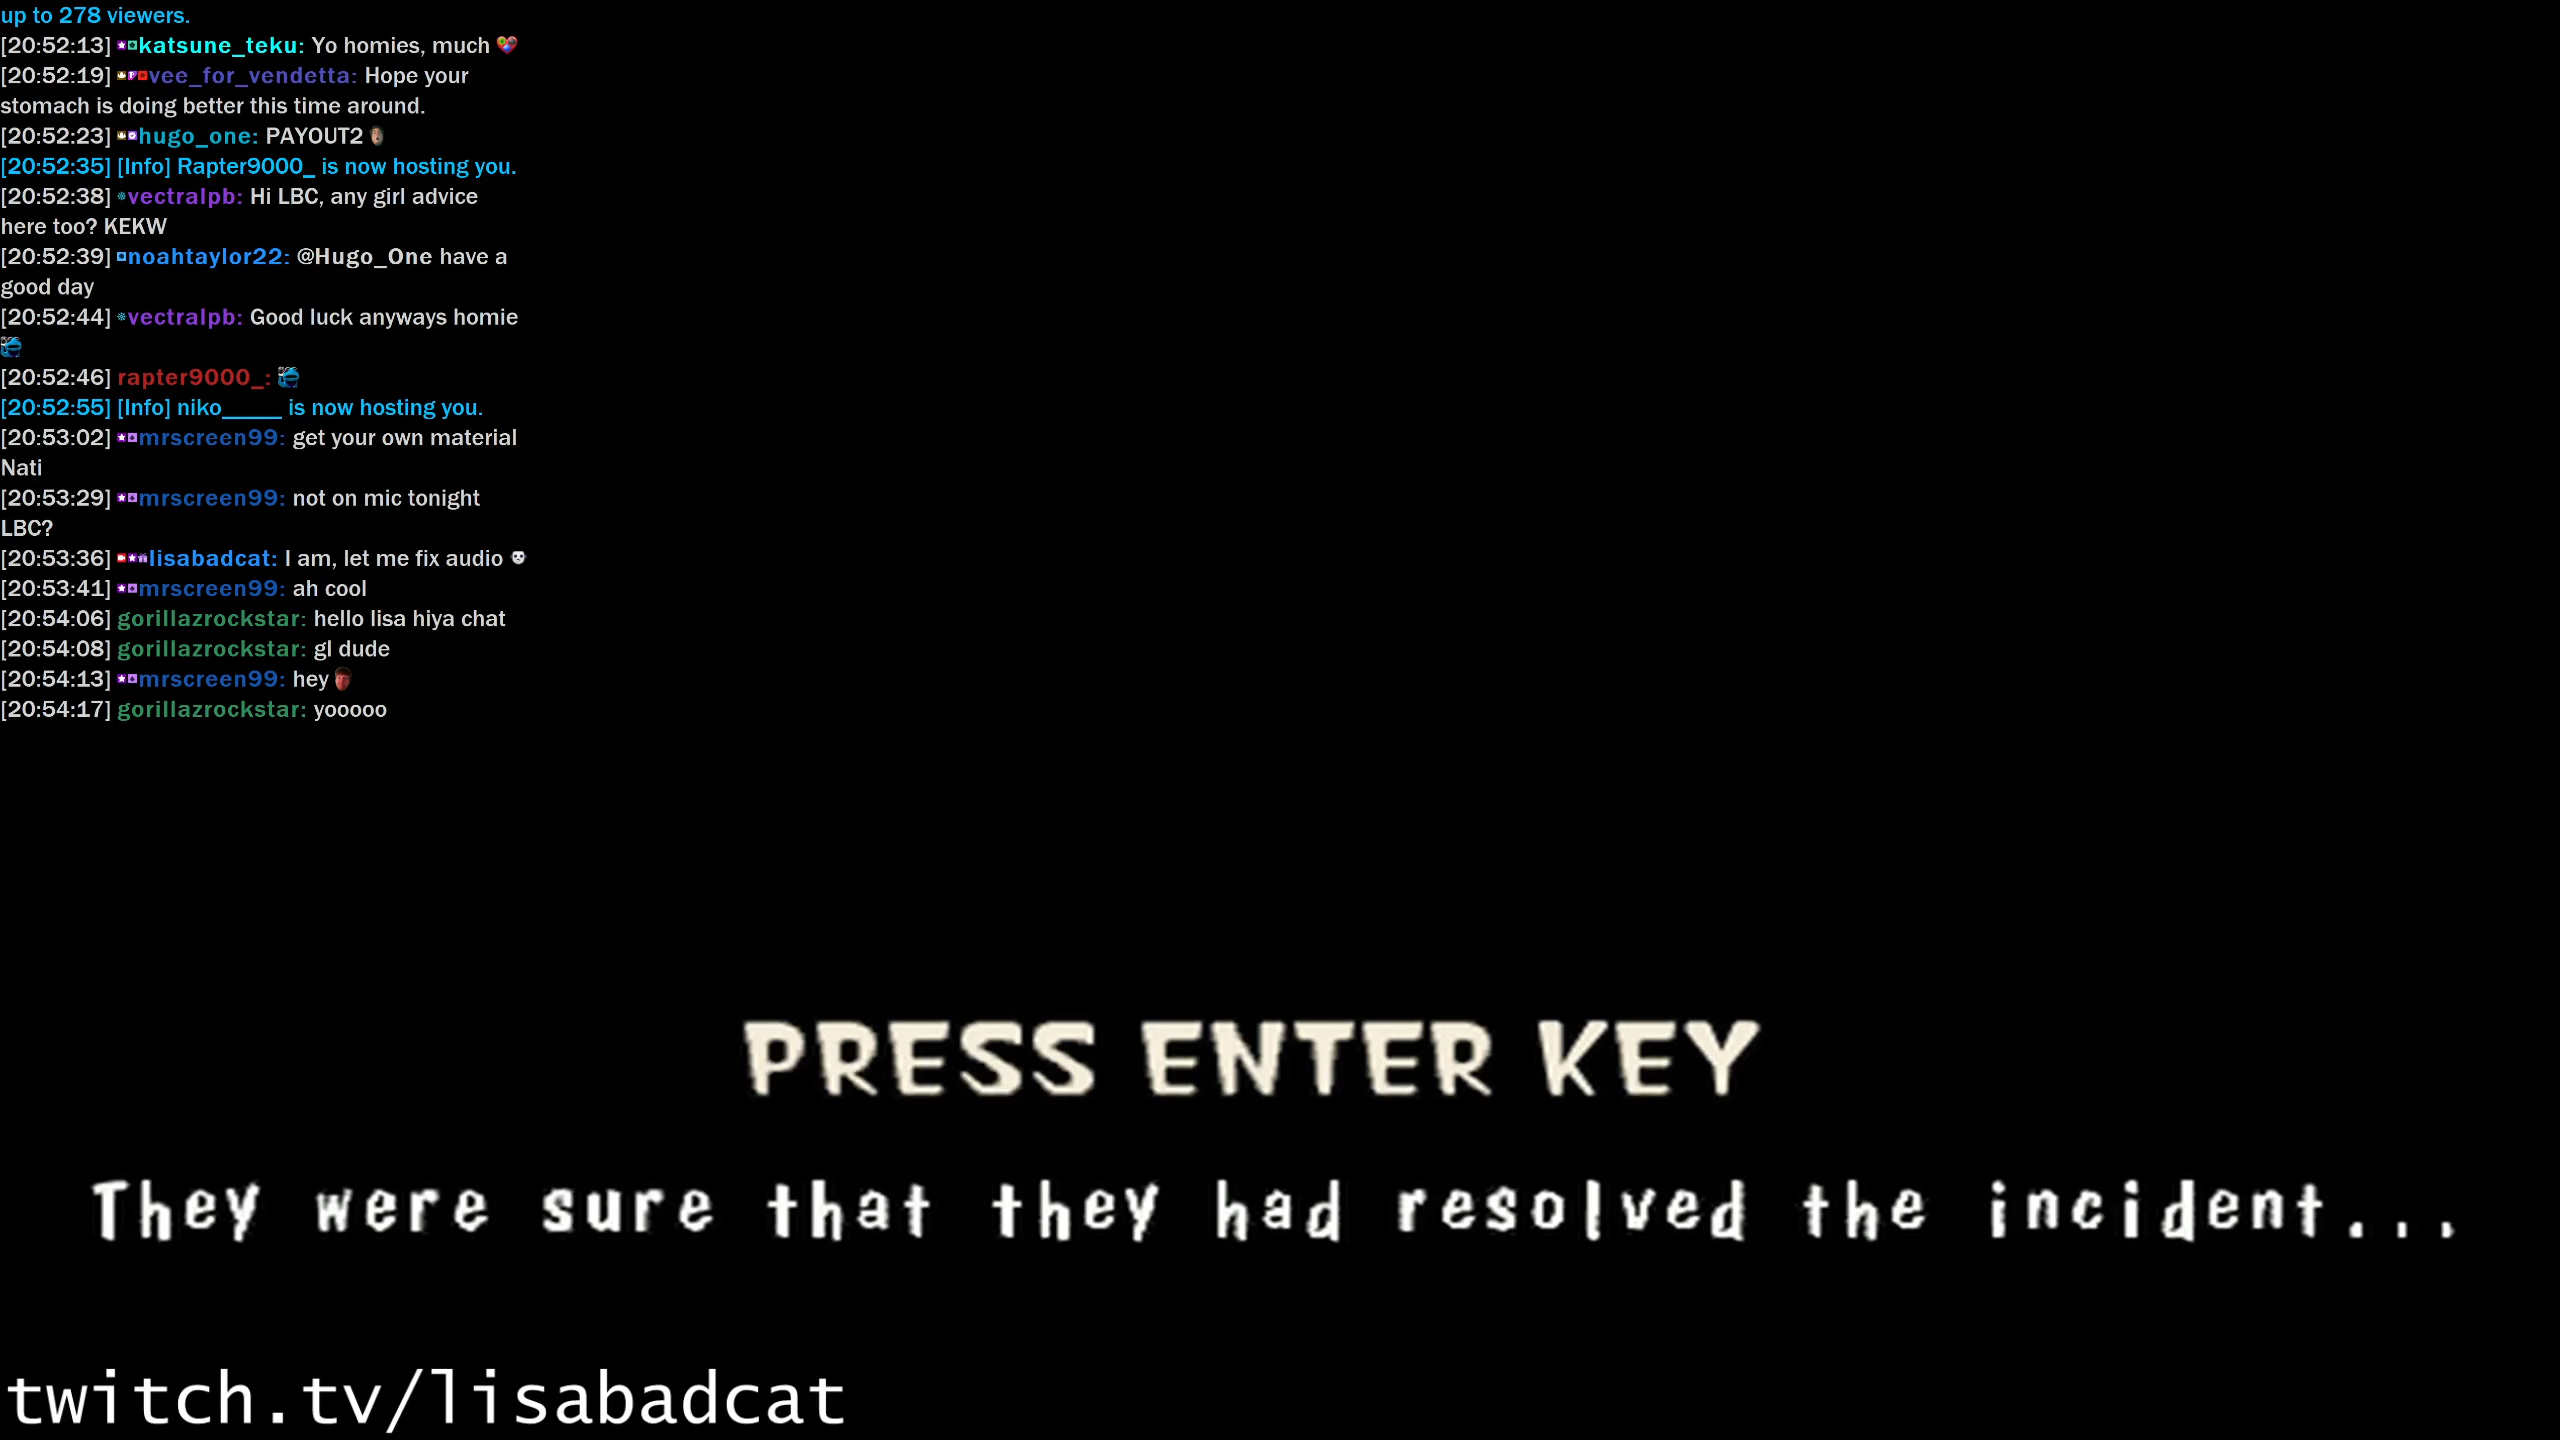 up to 278 viewers.
[20:52:13] katsune_teku: Yo homies, much
[20:52:19] vee_for_vendetta: Hope your
stomach is doing better this time around.
[20:52:23] hugo_one: PAYOUT2
[20:52:35] [Info] Rapter9000_ is now hosting you.
[20:52:38] vectralpb: Hi LBC, any girl advice
here too? KEKW
[20:52:39] noahtaylor22: @Hugo_One have a
good day
[20:52:44] vectralpb: Good luck anyways homie
[20:52:46] rapter9000_:
[20:52:55] [Info] niko_____ is now hosting you.
[20:53:02] mrscreen99: get your own material
Nati
[20:53:29] mrscreen99: not on mic tonight
LBC?
[20:53:36] lisabadcat: I am, let me fix audio
[20:53:41] mrscreen99: ah cool
[20:54:06] gorillazrockstar: hello lisa hiya chat
[20:54:08] gorillazrockstar: gl dude
[20:54:13] mrscreen99: hey
[20:54:17] gorillazrockstar: yooooo
PRESS ENTER KEY
They were sure that they had resolved the incident...
twitch.tv/lisabadcat